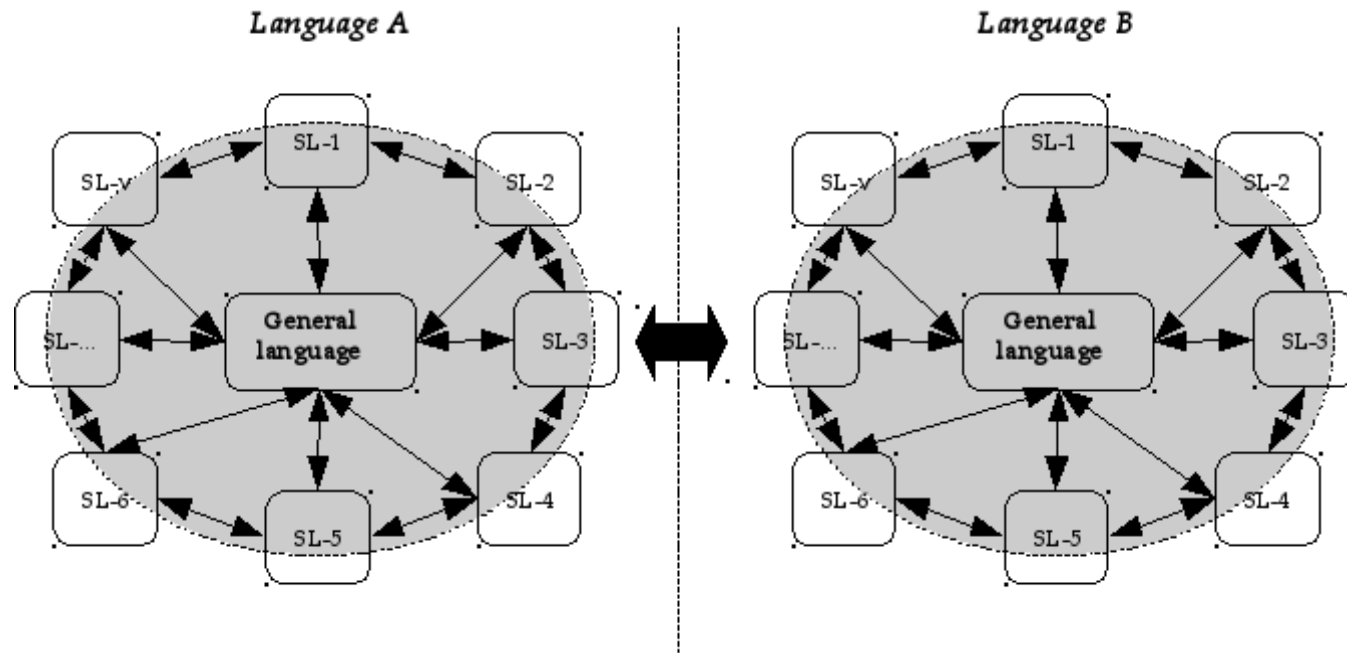 Language A
Language B
SL-1
SL-v
SL-2
General
language
SL-...
SL-3
SL-6
SL-4
SL-5
SL-1
SL-v
SL-2
General
language
SL-...
SL-3
SL-6
SL-4
SL-5